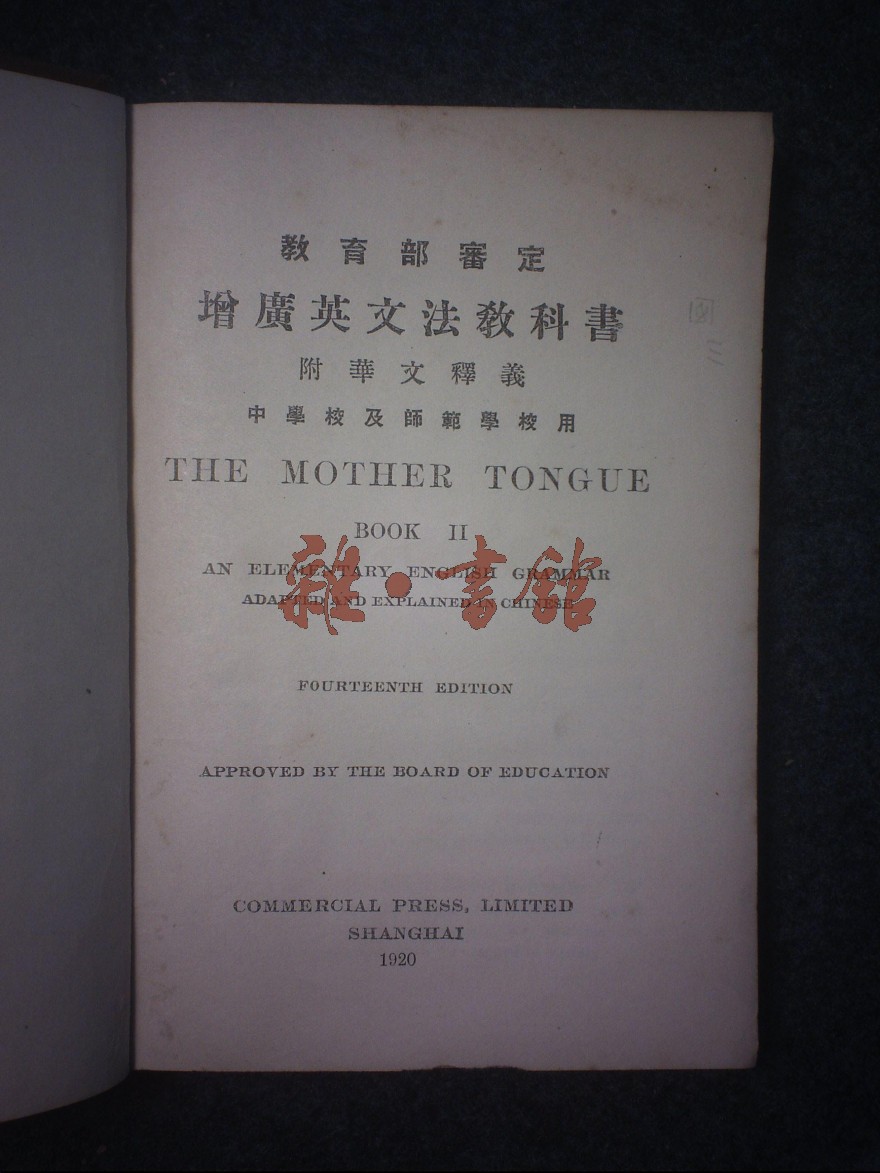 教育部審定
增廣英文法敎科書
附華文釋義
中學校及師範學校用
THE MOTHER TONGUE
BOOK II
AN ELEMENTARY ENGLISH GRAMMAR
ADAPTED AND EXPLAINED IN CHINESE
雜·書館
FOURTEENTH EDITION
APPROVED BY THE BOARD OF EDUCATION
COMMERCIAL PRESS, LIMITED
SHANGHAI
1920